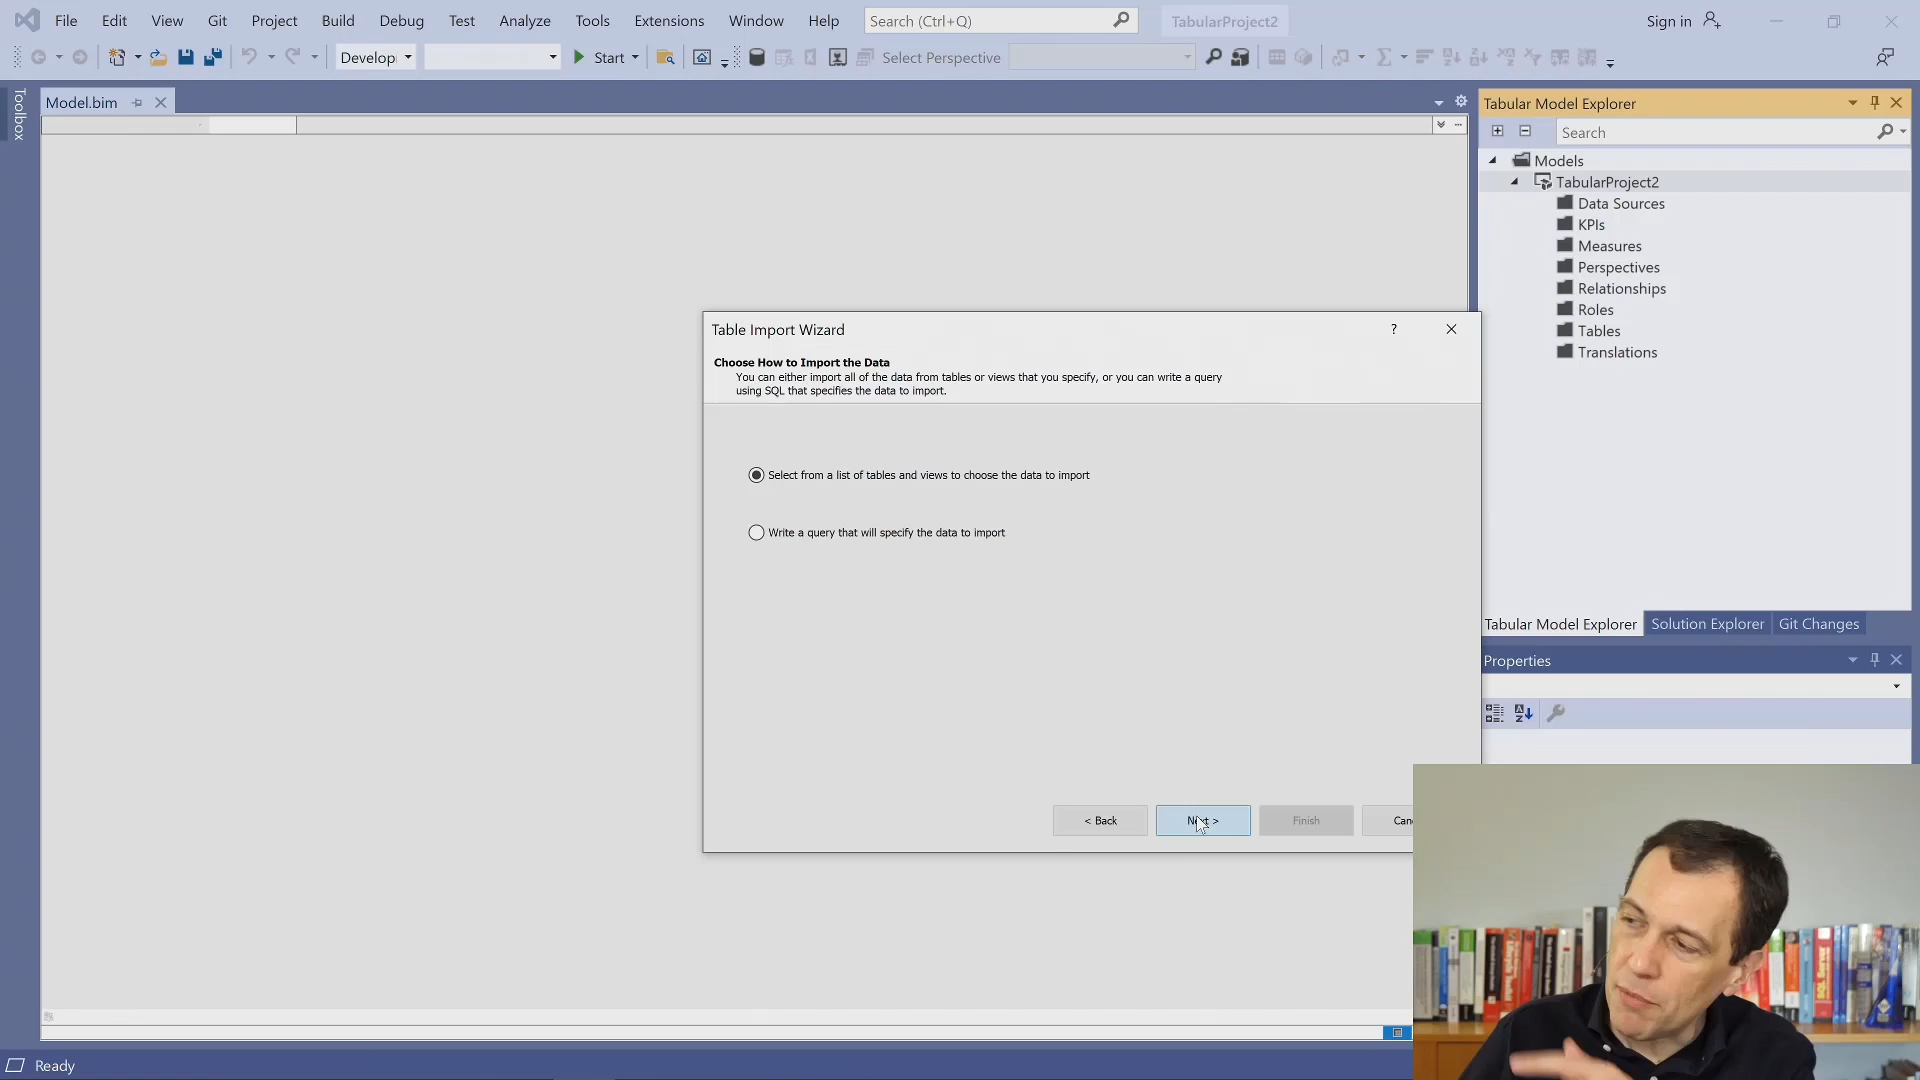 File Edit View Git Project Build Debug Test Analyze Tools Extensions Window Help Search (Ctrl+Q) TabularProject2 Sign in
Develop Start Select Perspective
Toolbox
Model.bim
Tabular Model Explorer
Search
Models
TabularProject2
Data Sources
KPIs
Measures
Perspectives
Relationships
Roles
Tables
Translations
Table Import Wizard
Choose How to Import the Data
You can either import all of the data from tables or views that you specify, or you can write a query
using SQL that specifies the data to import.
Select from a list of tables and views to choose the data to import
Write a query that will specify the data to import
< Back Next > Finish Canc
Tabular Model Explorer Solution Explorer Git Changes
Properties
Ready